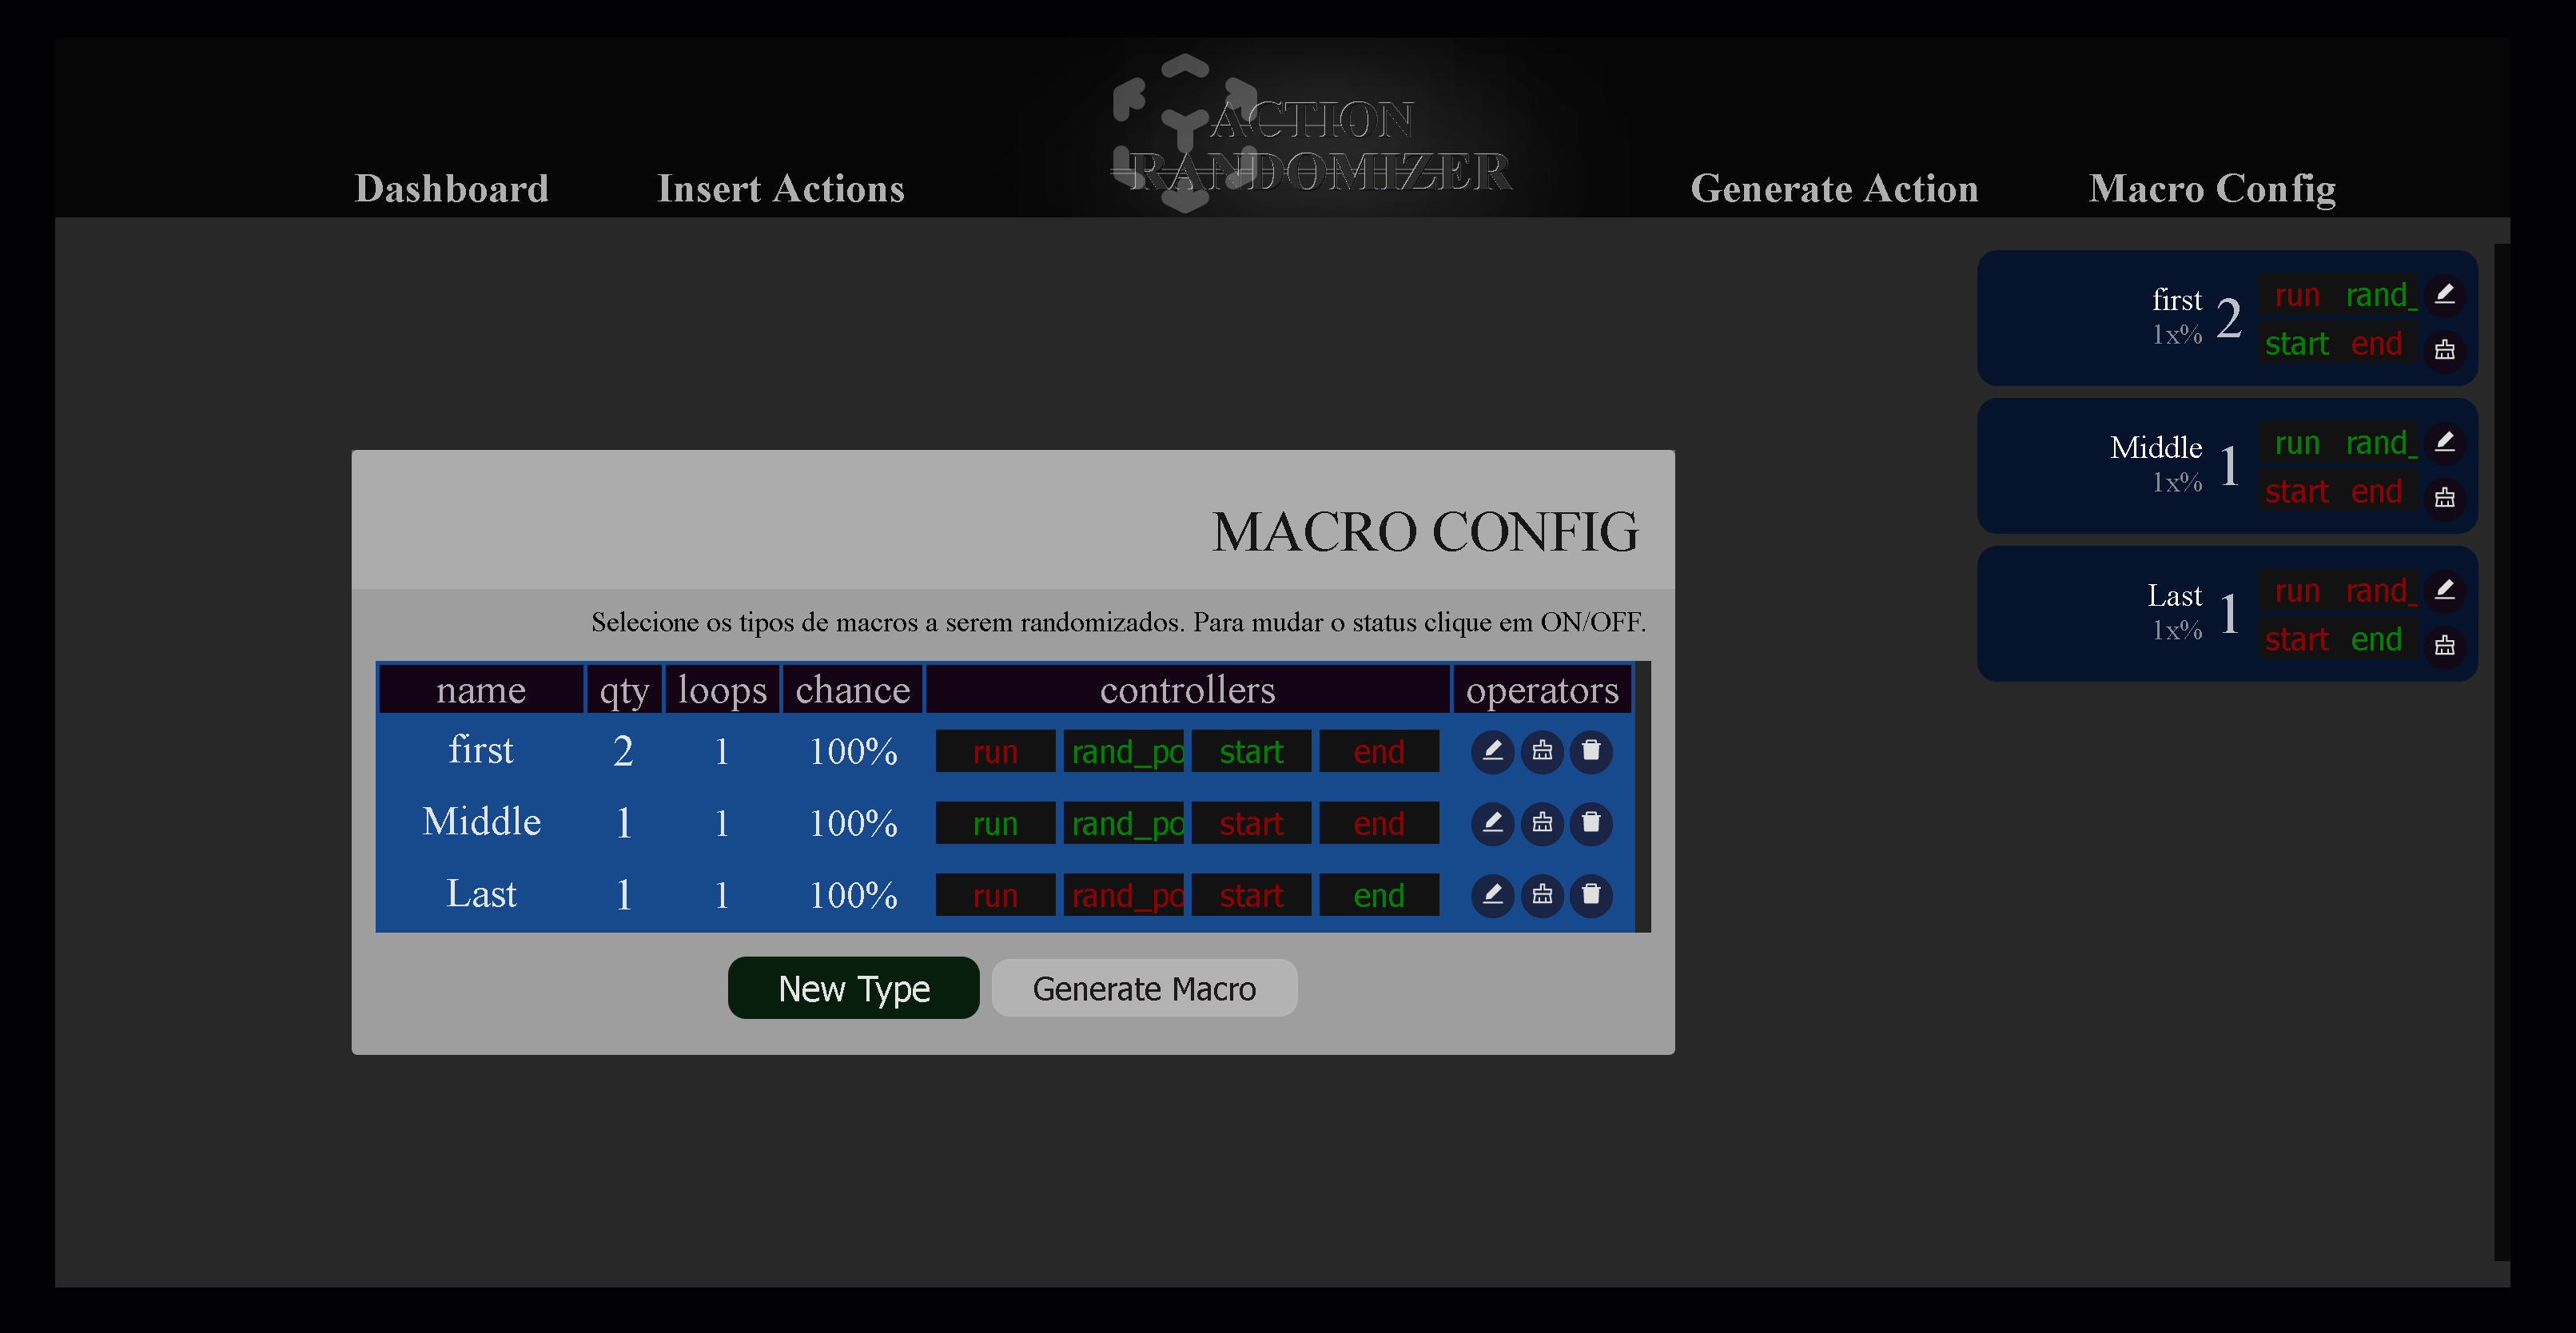 ACTION
RANDOMIZER
Dashboard Insert Actions Generate Action Macro Config
MACRO CONFIG
Selecione os tipos de macros a serem randomizados. Para mudar o status clique em ON/OFF.
name qty loops chance controllers operators
first 2 1 100% run rand_po start end
Middle 1 1 100% run rand_po start end
Last 1 1 100% run rand_po start end
New Type Generate Macro
first 2 run rand_
1x% start end
Middle 1 run rand_
1x% start end
Last 1 run rand_
1x% start end